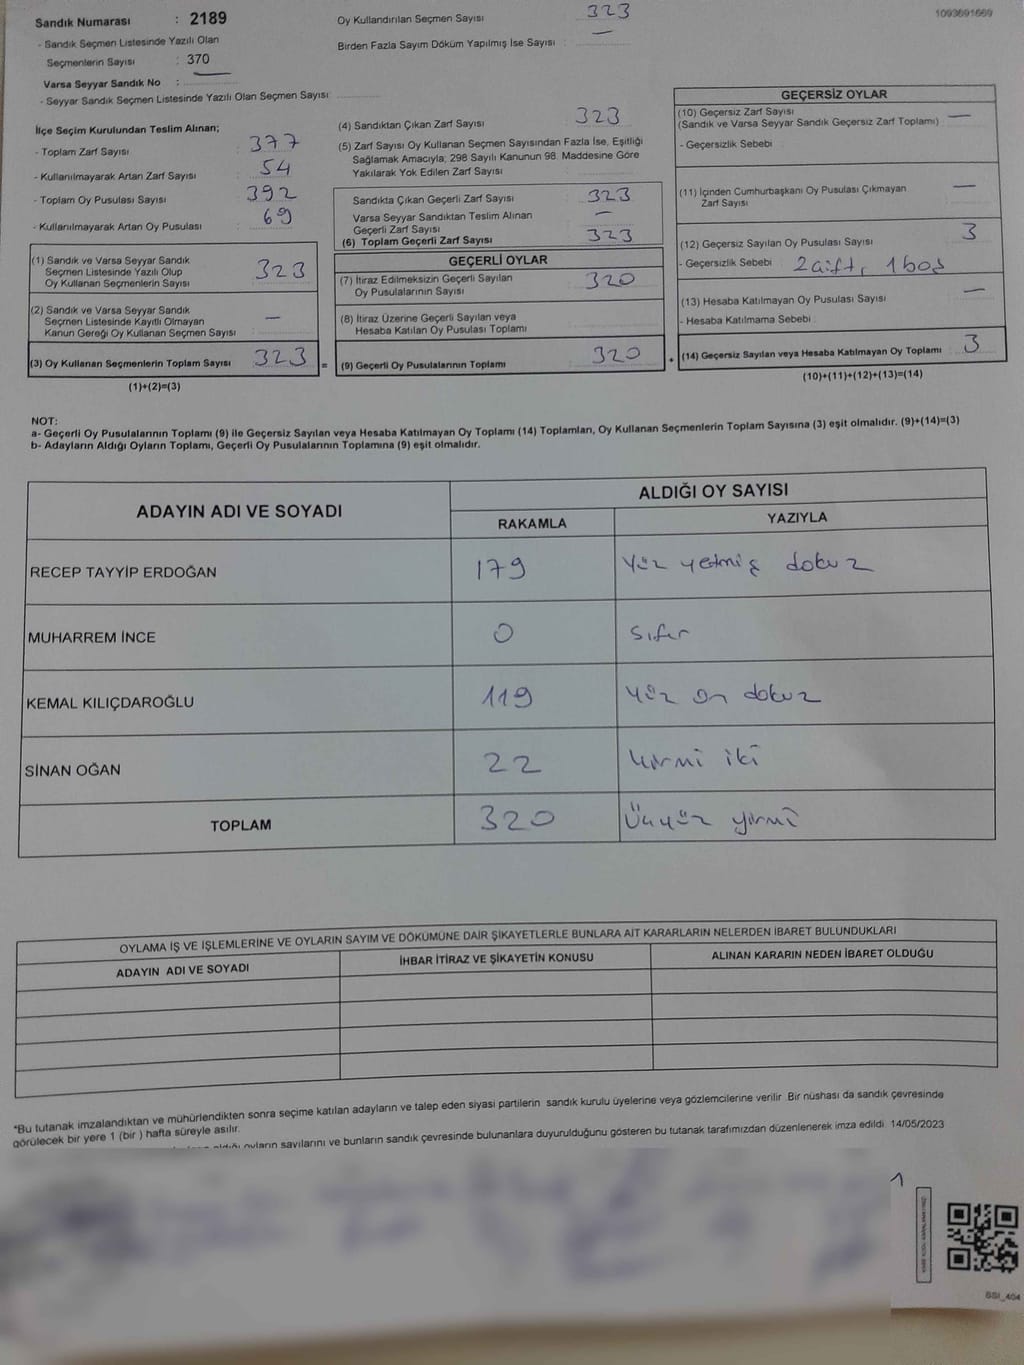 Sandık Numarası : 2189
- Sandık Seçmen Listesinde Yazılı Olan
Seçmenlerin Sayısı : 370
Varsa Seyyar Sandık No :
- Seyyar Sandık Seçmen Listesinde Yazılı Olan Seçmen Sayısı:
Oy Kullandırılan Seçmen Sayısı : 323
Birden Fazla Sayım Döküm Yapılmış İse Sayısı : —
1093691669
İlçe Seçim Kurulundan Teslim Alınan;
- Toplam Zarf Sayısı : 377
- Kullanılmayarak Artan Zarf Sayısı : 54
- Toplam Oy Pusulası Sayısı : 392
- Kullanılmayarak Artan Oy Pusulası : 69
(1) Sandık ve Varsa Seyyar Sandık
Seçmen Listesinde Yazılı Olup
Oy Kullanan Seçmenlerin Sayısı : 323
(2) Sandık ve Varsa Seyyar Sandık
Seçmen Listesinde Kayıtlı Olmayan
Kanun Gereği Oy Kullanan Seçmen Sayısı : —
(3) Oy Kullanan Seçmenlerin Toplam Sayısı : 323 =
(1)+(2)=(3)
(4) Sandıktan Çıkan Zarf Sayısı : 323
(5) Zarf Sayısı Oy Kullanan Seçmen Sayısından Fazla İse, Eşitliği
Sağlamak Amacıyla; 298 Sayılı Kanunun 98. Maddesine Göre
Yakılarak Yok Edilen Zarf Sayısı :
Sandıkta Çıkan Geçerli Zarf Sayısı : 323
Varsa Seyyar Sandıktan Teslim Alınan
Geçerli Zarf Sayısı : —
(6) Toplam Geçerli Zarf Sayısı : 323
GEÇERLİ OYLAR
(7) İtiraz Edilmeksizin Geçerli Sayılan
Oy Pusulalarının Sayısı : 320
(8) İtiraz Üzerine Geçerli Sayılan veya
Hesaba Katılan Oy Pusulası Toplamı :
(9) Geçerli Oy Pusulalarının Toplamı : 320 +
GEÇERSİZ OYLAR
(10) Geçersiz Zarf Sayısı
(Sandık ve Varsa Seyyar Sandık Geçersiz Zarf Toplamı) : —
- Geçersizlik Sebebi :
(11) İçinden Cumhurbaşkanı Oy Pusulası Çıkmayan
Zarf Sayısı : —
(12) Geçersiz Sayılan Oy Pusulası Sayısı : 3
- Geçersizlik Sebebi : 2 çift, 1 boş
(13) Hesaba Katılmayan Oy Pusulası Sayısı : —
- Hesaba Katılmama Sebebi :
(14) Geçersiz Sayılan veya Hesaba Katılmayan Oy Toplamı : 3
(10)+(11)+(12)+(13)=(14)
NOT:
a- Geçerli Oy Pusulalarının Toplamı (9) ile Geçersiz Sayılan veya Hesaba Katılmayan Oy Toplamı (14) Toplamları, Oy Kullanan Seçmenlerin Toplam Sayısına (3) eşit olmalıdır. (9)+(14)=(3)
b- Adayların Aldığı Oyların Toplamı, Geçerli Oy Pusulalarının Toplamına (9) eşit olmalıdır.
ADAYIN ADI VE SOYADI ALDIĞI OY SAYISI
RAKAMLA YAZIYLA
RECEP TAYYİP ERDOĞAN 179 Yüz yetmiş dokuz
MUHARREM İNCE 0 Sıfır
KEMAL KILIÇDAROĞLU 119 Yüz on dokuz
SİNAN OĞAN 22 Yirmi iki
TOPLAM 320 Üçyüz yirmi
OYLAMA İŞ VE İŞLEMLERİNE VE OYLARIN SAYIM VE DÖKÜMÜNE DAİR ŞİKAYETLERLE BUNLARA AİT KARARLARIN NELERDEN İBARET BULUNDUKLARI
ADAYIN ADI VE SOYADI İHBAR İTİRAZ VE ŞİKAYETİN KONUSU ALINAN KARARIN NEDEN İBARET OLDUĞU
*Bu tutanak imzalandıktan ve mühürlendikten sonra seçime katılan adayların ve talep eden siyasi partilerin sandık kurulu üyelerine veya gözlemcilerine verilir. Bir nüshası da sandık çevresinde
görülecek bir yere 1 (bir ) hafta süreyle asılır.
aldığı oyların sayılarını ve bunların sandık çevresinde bulunanlara duyurulduğunu gösteren bu tutanak tarafımızdan düzenlenerek imza edildi. 14/05/2023
SSI_404